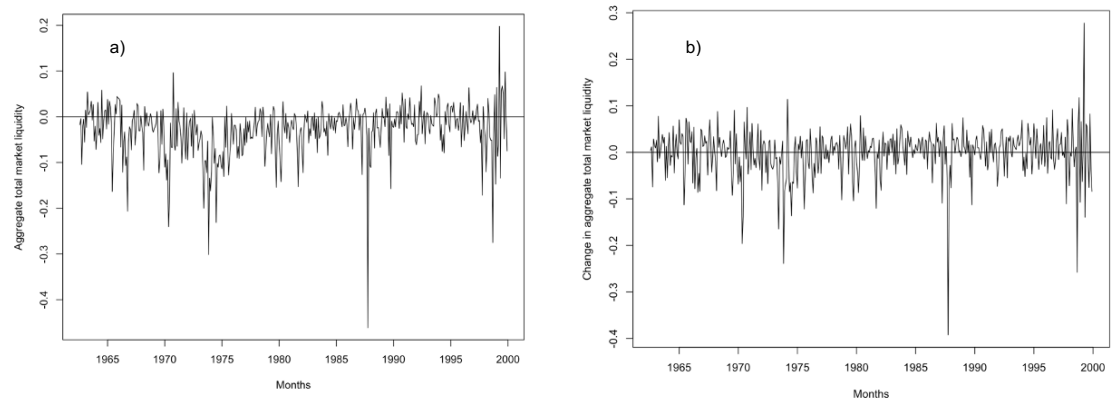 a)
Aggregate total market liquidity
0.2
0.1
0.0
-0.1
-0.2
-0.3
-0.4
1965 1970 1975 1980 1985 1990 1995 2000
Months
b)
Change in aggregate total market liquidity
0.3
0.2
0.1
0.0
-0.1
-0.2
-0.3
-0.4
1965 1970 1975 1980 1985 1990 1995 2000
Months